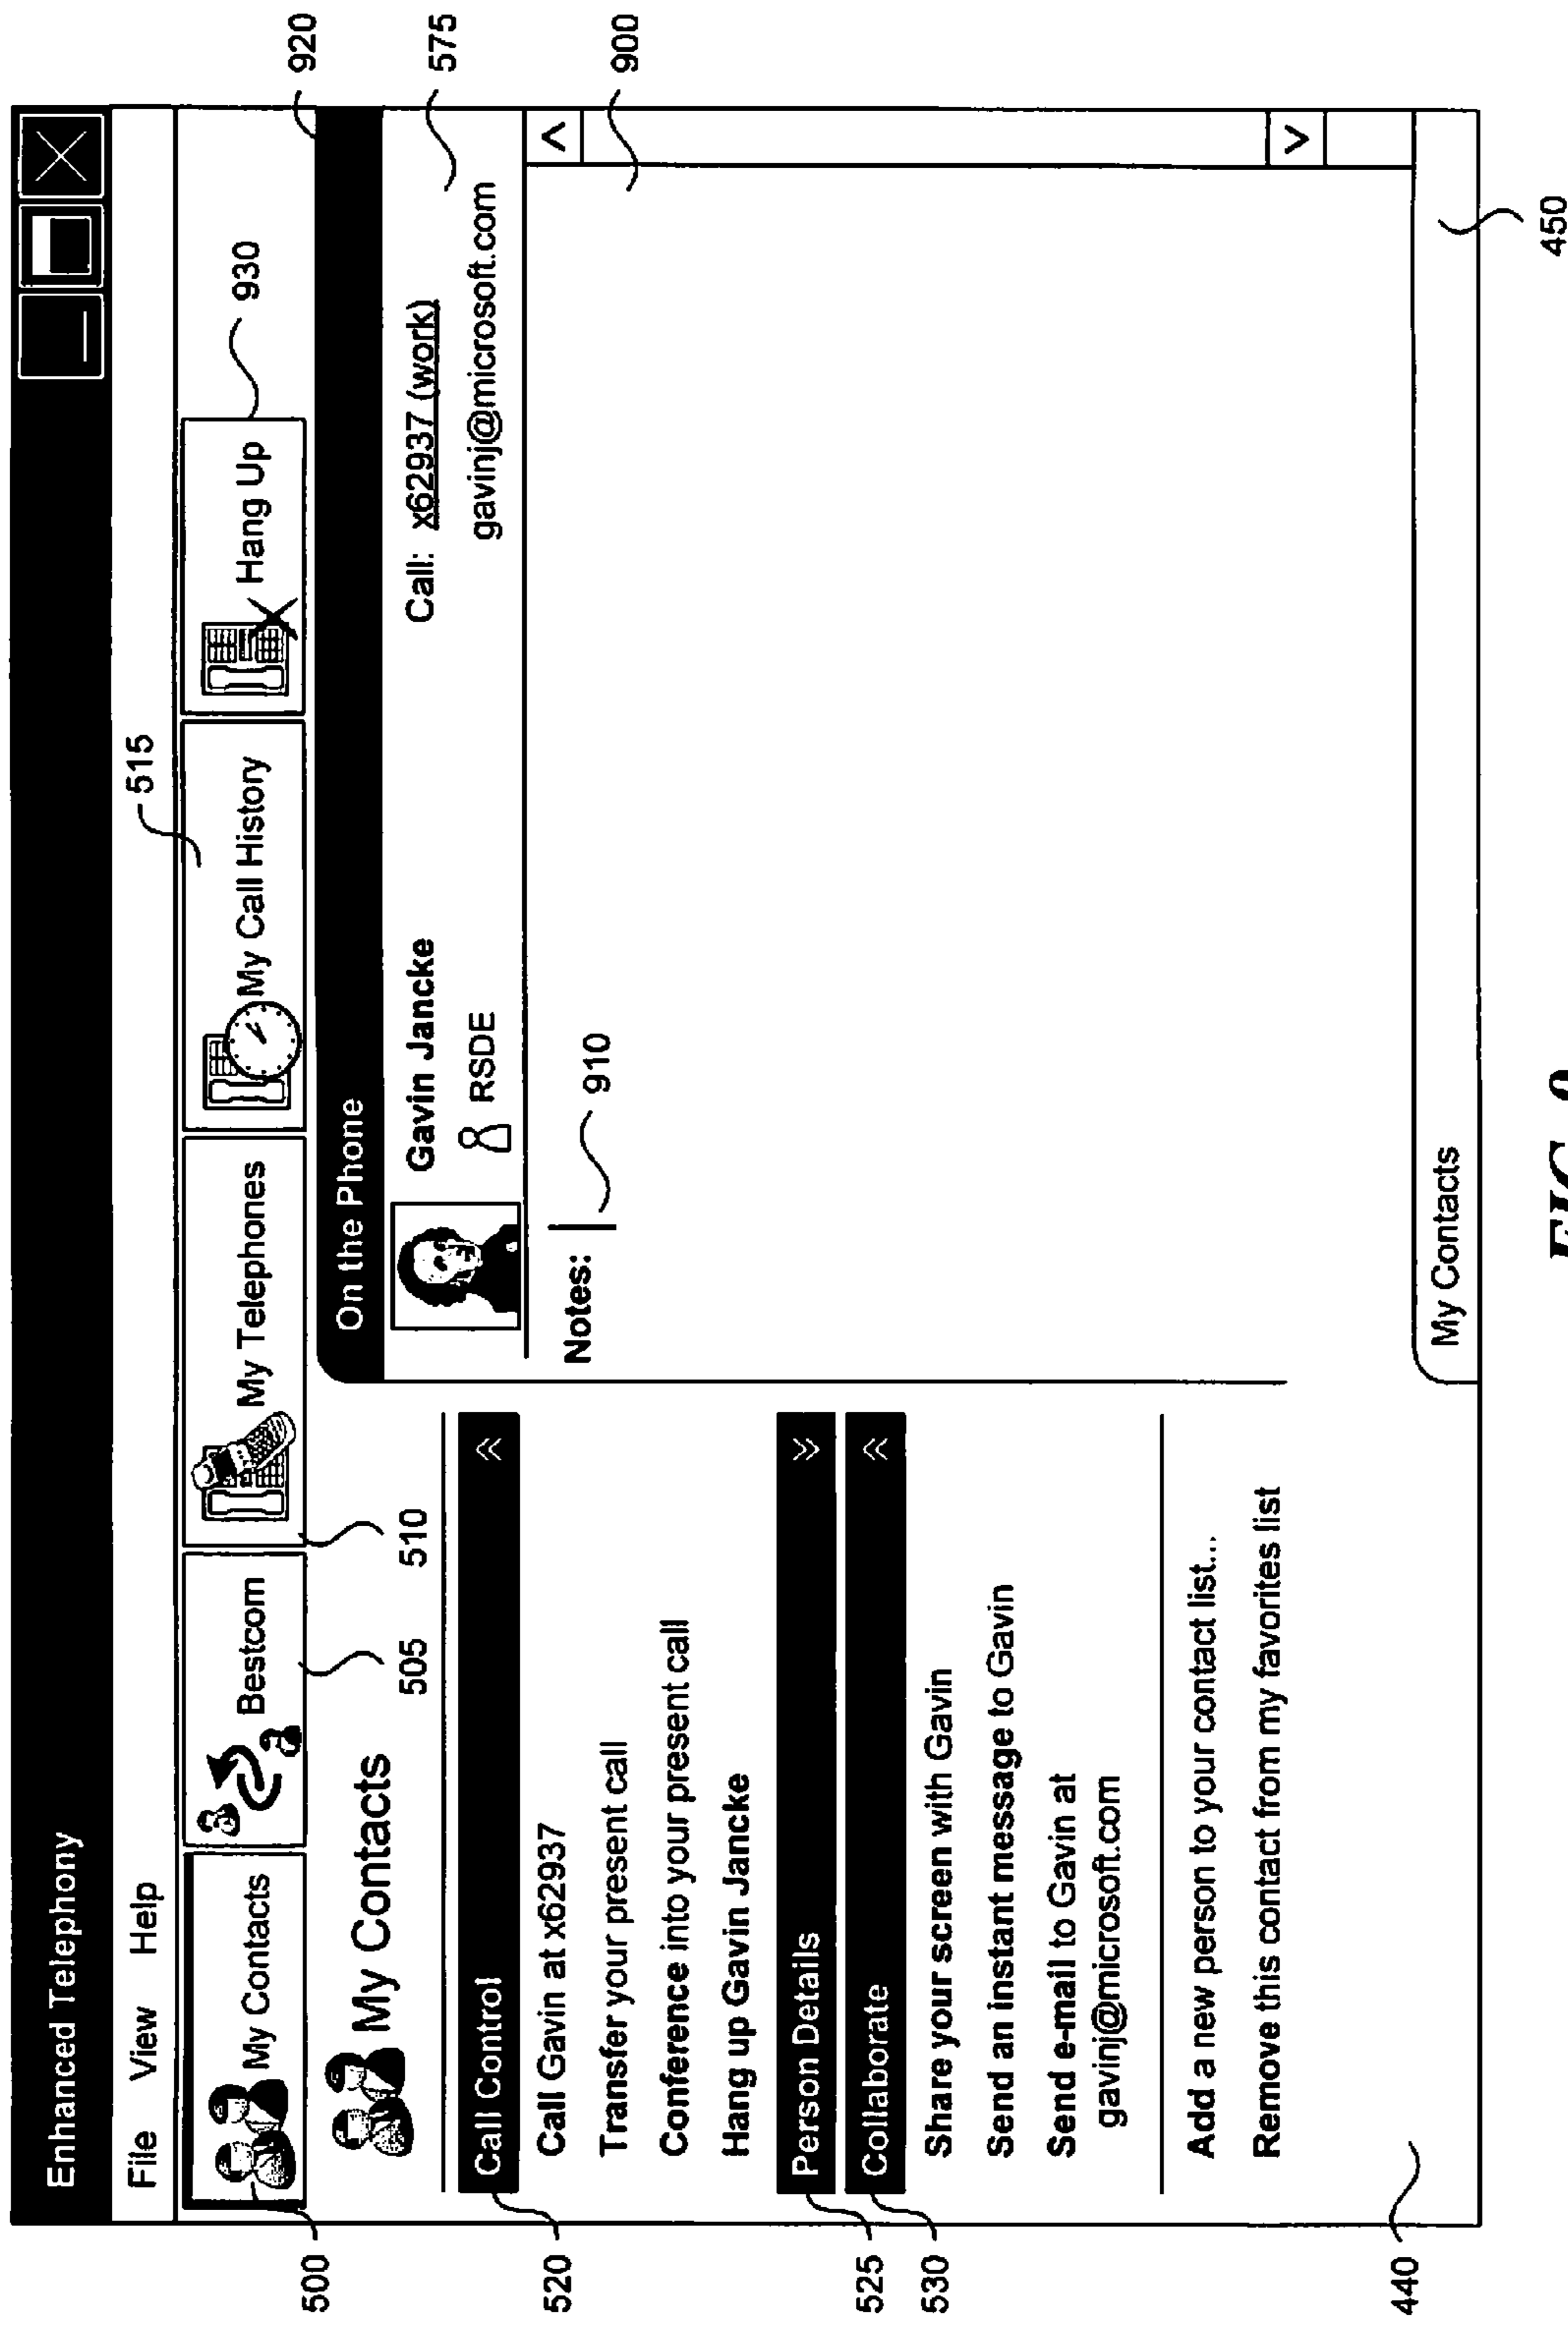 Enhanced Telephony
File View Help
My Contacts
Bestcom
My Telephones
My Call History
Hang Up
515
930
920
575
900
500
505
510
My Contacts
On the Phone
Gavin Jancke
RSDE
Call: x62937 (work)
gavinj@microsoft.com
Notes:
910
520
Call Control
Call Gavin at x62937
Transfer your present call
Conference into your present call
Hang up Gavin Jancke
525
Person Details
530
Collaborate
Share your screen with Gavin
Send an instant message to Gavin
Send e-mail to Gavin at
gavinj@microsoft.com
Add a new person to your contact list...
Remove this contact from my favorites list
440
My Contacts
450
FIG. 9